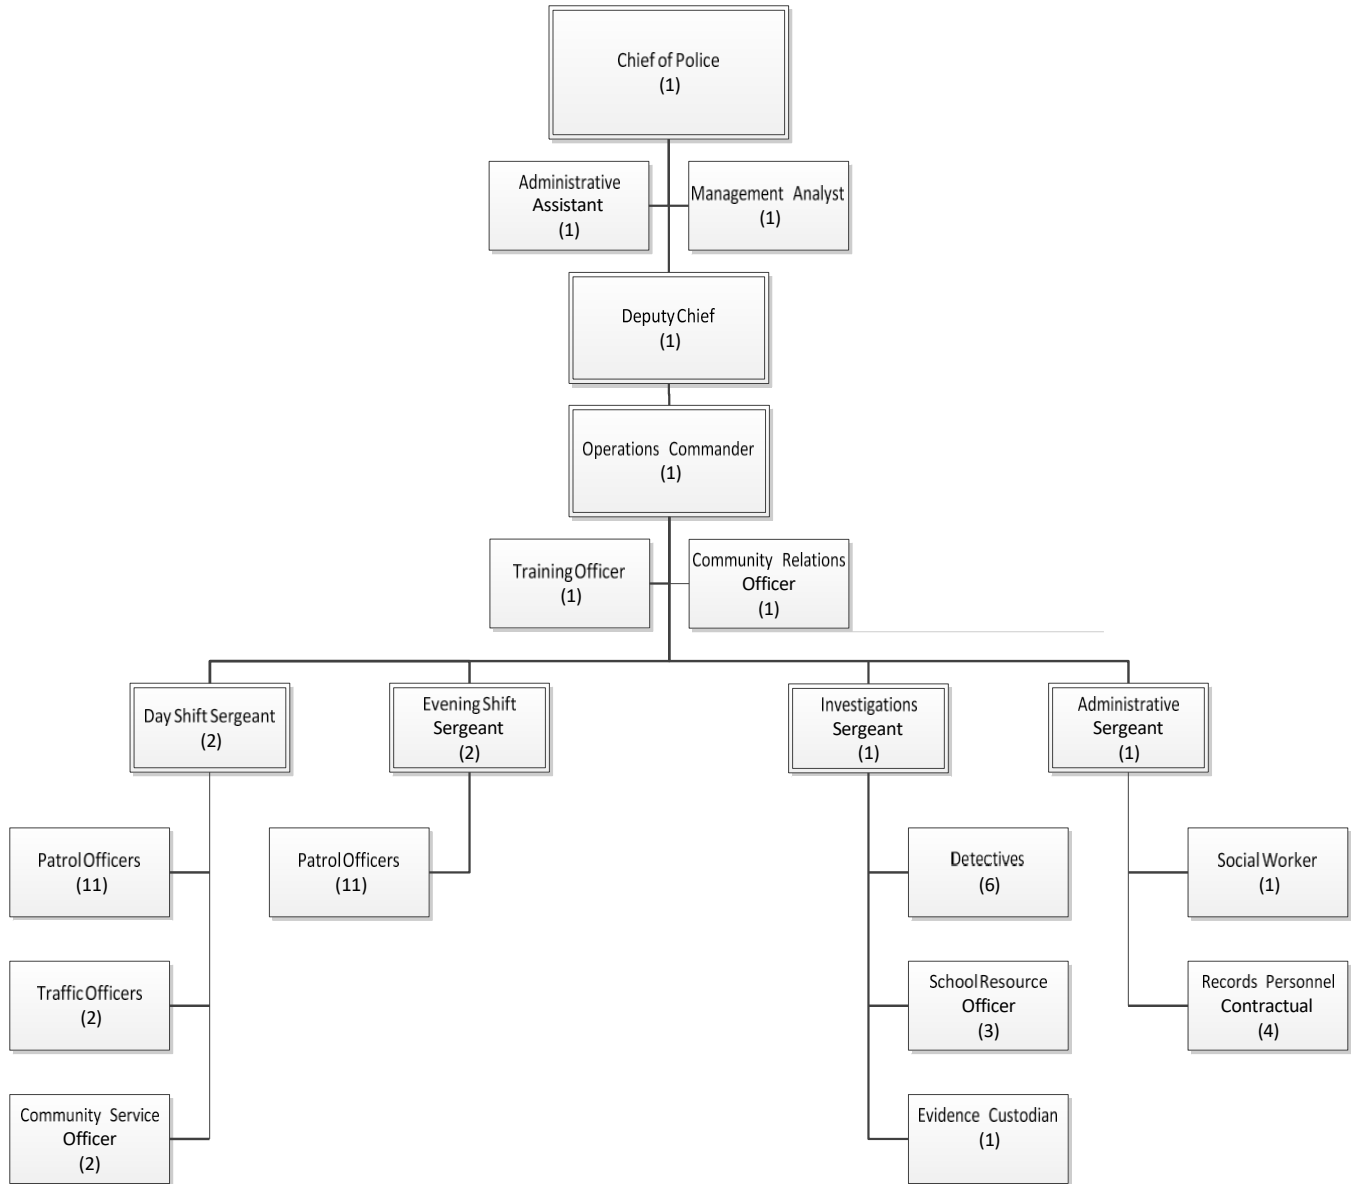 Chief of Police
(1)
Administrative
Assistant
(1)
Management Analyst
(1)
Deputy Chief
(1)
Operations Commander
(1)
Training Officer
(1)
Community Relations
Officer
(1)
Day Shift Sergeant
(2)
Evening Shift
Sergeant
(2)
Investigations
Sergeant
(1)
Administrative
Sergeant
(1)
Patrol Officers
(11)
Patrol Officers
(11)
Detectives
(6)
Social Worker
(1)
Traffic Officers
(2)
School Resource
Officer
(3)
Records Personnel
Contractual
(4)
Community Service
Officer
(2)
Evidence Custodian
(1)